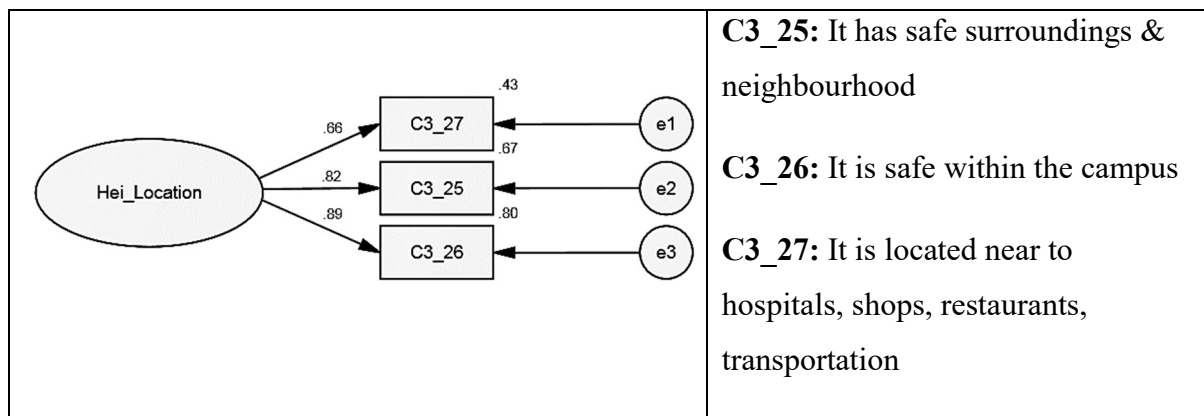 .43
C3_27
e1
.66
.67
.82
C3_25
e2
Hei_Location
.89
.80
C3_26
e3
C3_25: It has safe surroundings &
neighbourhood
C3_26: It is safe within the campus
C3_27: It is located near to
hospitals, shops, restaurants,
transportation